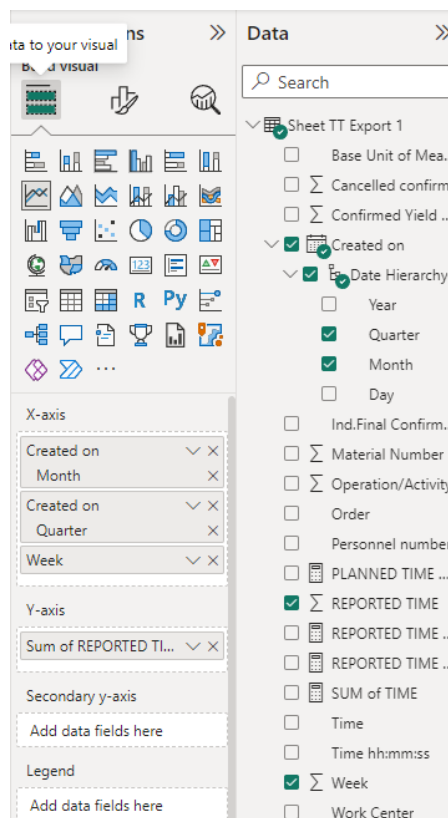 ns
Data
ata to your visual
Build visual
Search
Sheet TT Export 1
Base Unit of Mea...
Σ Cancelled confirm
Σ Confirmed Yield ...
Created on
Date Hierarchy
Year
Quarter
Month
Day
Ind.Final Confirm...
Σ Material Number
Σ Operation/Activity
Order
Personnel number
PLANNED TIME ...
Σ REPORTED TIME
REPORTED TIME ...
REPORTED TIME ...
SUM of TIME
Time
Time hh:mm:ss
Σ Week
Work Center
123
R
Py
...
X-axis
Created on
Month
Created on
Quarter
Week
Y-axis
Sum of REPORTED TI...
Secondary y-axis
Add data fields here
Legend
Add data fields here